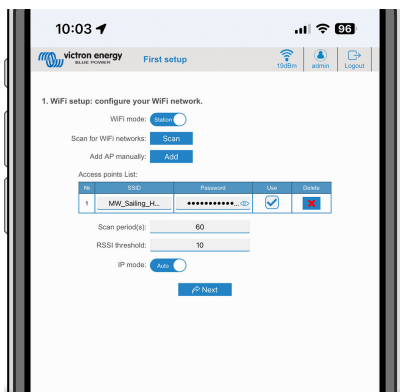 10:03
96
victron energy
BLUE POWER
First setup
19dBm
admin
Logout
1. WiFi setup: configure your WiFi network.
WiFi mode: Station
Scan for WiFi networks: Scan
Add AP manually: Add
Access points List:
№ SSID Password Use Delete
1 MW_Sailing_H... ●●●●●●●●●●●...
Scan period(s): 60
RSSI threshold: 10
IP mode: Auto
Next